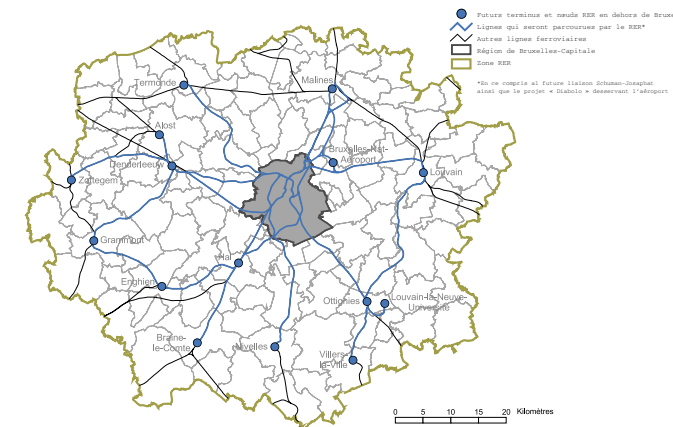 Futurs terminus et nœuds RER en dehors de Bruxe
Lignes qui seront parcourues par le RER*
Autres lignes ferroviaires
Région de Bruxelles-Capitale
Zone RER
*En ce compris al future liaison Schuman-Josaphat
ainsi que le projet « Diabolo » desservant l'aéroport
Termonde
Malines
Alost
Bruxelles-Nat-
Aéroport
Denderleeuw
Louvain
Zottegem
Grammont
Hal
Enghien
Ottignies
Louvain-la-Neuve-
Université
Braine-
le-Comte
Nivelles
Villers-
la-Ville
0 5 10 15 20 Kilomètres